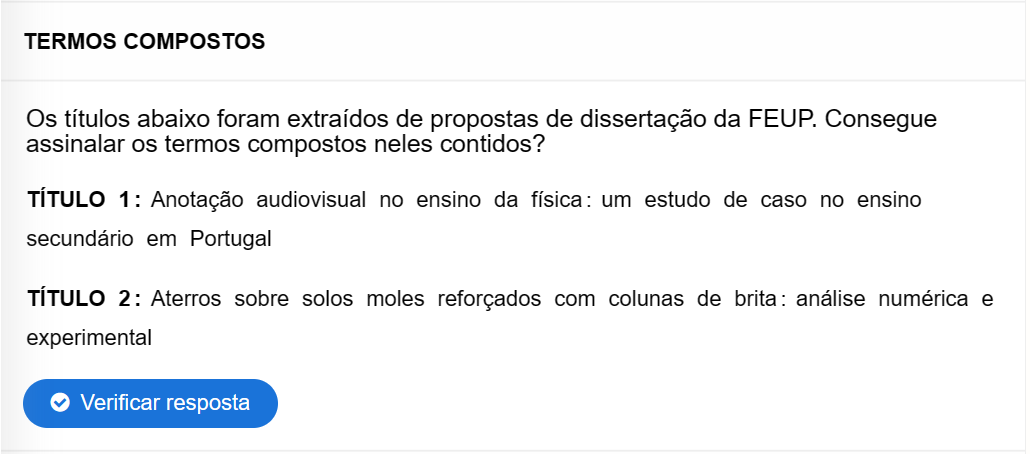 TERMOS COMPOSTOS
Os títulos abaixo foram extraídos de propostas de dissertação da FEUP. Consegue
assinalar os termos compostos neles contidos?
TÍTULO 1: Anotação audiovisual no ensino da física: um estudo de caso no ensino
secundário em Portugal
TÍTULO 2: Aterros sobre solos moles reforçados com colunas de brita: análise numérica e
experimental
Verificar resposta